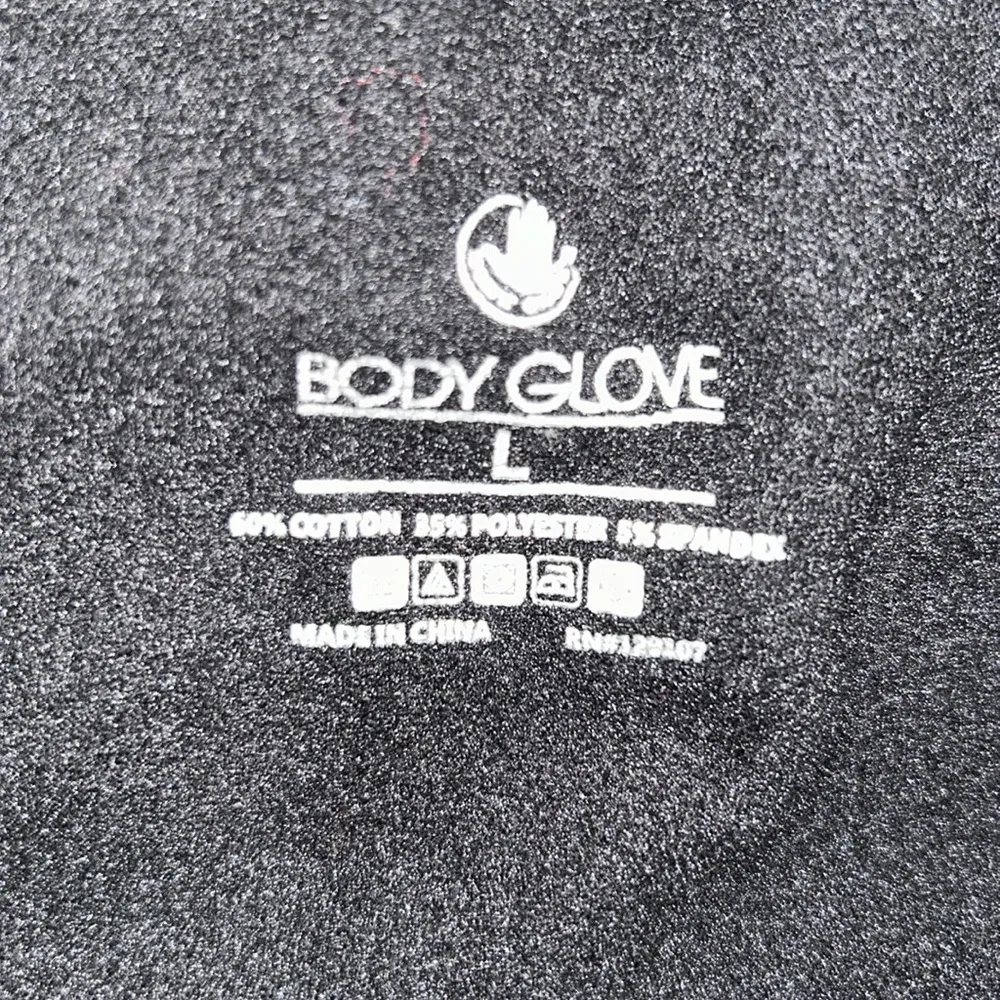 BODY GLOVE
L
60% COTTON 35% POLYESTER 5% SPANDEX
MADE IN CHINA